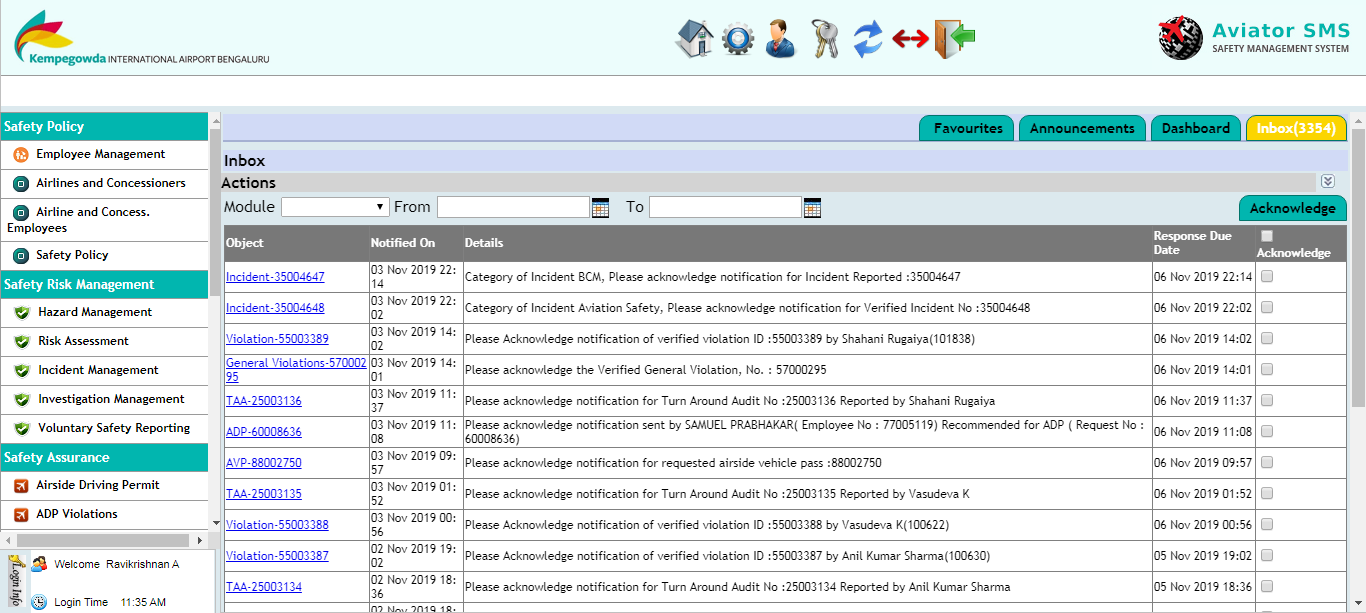 Kempegowda INTERNATIONAL AIRPORT BENGALURU
Aviator SMS
SAFETY MANAGEMENT SYSTEM
Safety Policy
Employee Management
Airlines and Concessioners
Airline and Concess.
Employees
Safety Policy
Safety Risk Management
Hazard Management
Risk Assessment
Incident Management
Investigation Management
Voluntary Safety Reporting
Safety Assurance
Airside Driving Permit
ADP Violations
Login Info
Welcome Ravikrishnan A
Login Time 11:35 AM
Favourites Announcements Dashboard Inbox(3354)
Inbox
Actions
Module From To
Acknowledge
Object Notified On Details Response Due Date Acknowledge
Incident-35004647 03 Nov 2019 22:14 Category of Incident BCM, Please acknowledge notification for Incident Reported :35004647 06 Nov 2019 22:14
Incident-35004648 03 Nov 2019 22:02 Category of Incident Aviation Safety, Please acknowledge notification for Verified Incident No :35004648 06 Nov 2019 22:02
Violation-55003389 03 Nov 2019 14:02 Please Acknowledge notification of verified violation ID :55003389 by Shahani Rugaiya(101838) 06 Nov 2019 14:02
General Violations-57000295 03 Nov 2019 14:01 Please acknowledge the Verified General Violation, No. : 57000295 06 Nov 2019 14:01
TAA-25003136 03 Nov 2019 11:37 Please acknowledge notification for Turn Around Audit No :25003136 Reported by Shahani Rugaiya 06 Nov 2019 11:37
ADP-60008636 03 Nov 2019 11:08 Please acknowledge notification sent by SAMUEL PRABHAKAR( Employee No : 77005119) Recommended for ADP ( Request No : 60008636) 06 Nov 2019 11:08
AVP-88002750 03 Nov 2019 09:57 Please acknowledge notification for requested airside vehicle pass :88002750 06 Nov 2019 09:57
TAA-25003135 03 Nov 2019 01:52 Please acknowledge notification for Turn Around Audit No :25003135 Reported by Vasudeva K 06 Nov 2019 01:52
Violation-55003388 03 Nov 2019 00:56 Please Acknowledge notification of verified violation ID :55003388 by Vasudeva K(100622) 06 Nov 2019 00:56
Violation-55003387 02 Nov 2019 19:02 Please Acknowledge notification of verified violation ID :55003387 by Anil Kumar Sharma(100630) 05 Nov 2019 19:02
TAA-25003134 02 Nov 2019 18:36 Please acknowledge notification for Turn Around Audit No :25003134 Reported by Anil Kumar Sharma 05 Nov 2019 18:36
02 Nov 2019 18: